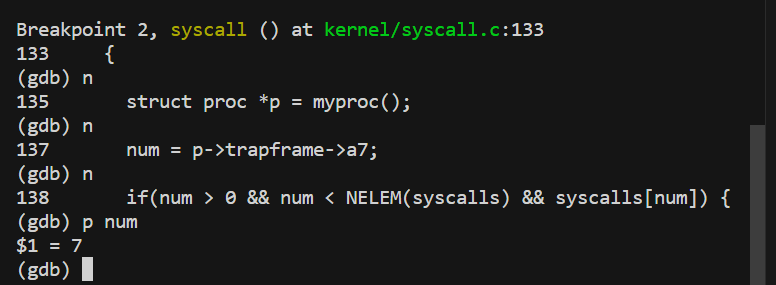 Breakpoint 2, syscall () at kernel/syscall.c:133
133     {
(gdb) n
135       struct proc *p = myproc();
(gdb) n
137       num = p->trapframe->a7;
(gdb) n
138       if(num > 0 && num < NELEM(syscalls) && syscalls[num]) {
(gdb) p num
$1 = 7
(gdb)